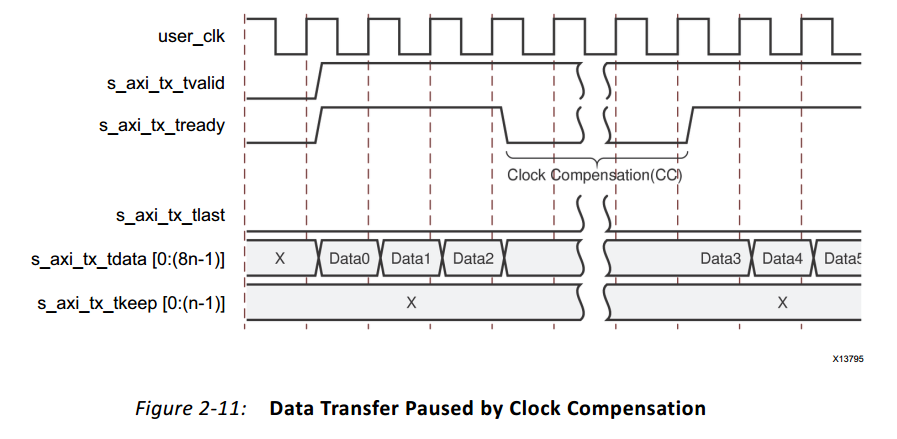 user_clk
s_axi_tx_tvalid
s_axi_tx_tready
Clock Compensation(CC)
s_axi_tx_tlast
s_axi_tx_tdata [0:(8n-1)] X Data0 Data1 Data2 Data3 Data4 Data5
s_axi_tx_tkeep [0:(n-1)] X X
X13795
Figure 2-11: Data Transfer Paused by Clock Compensation